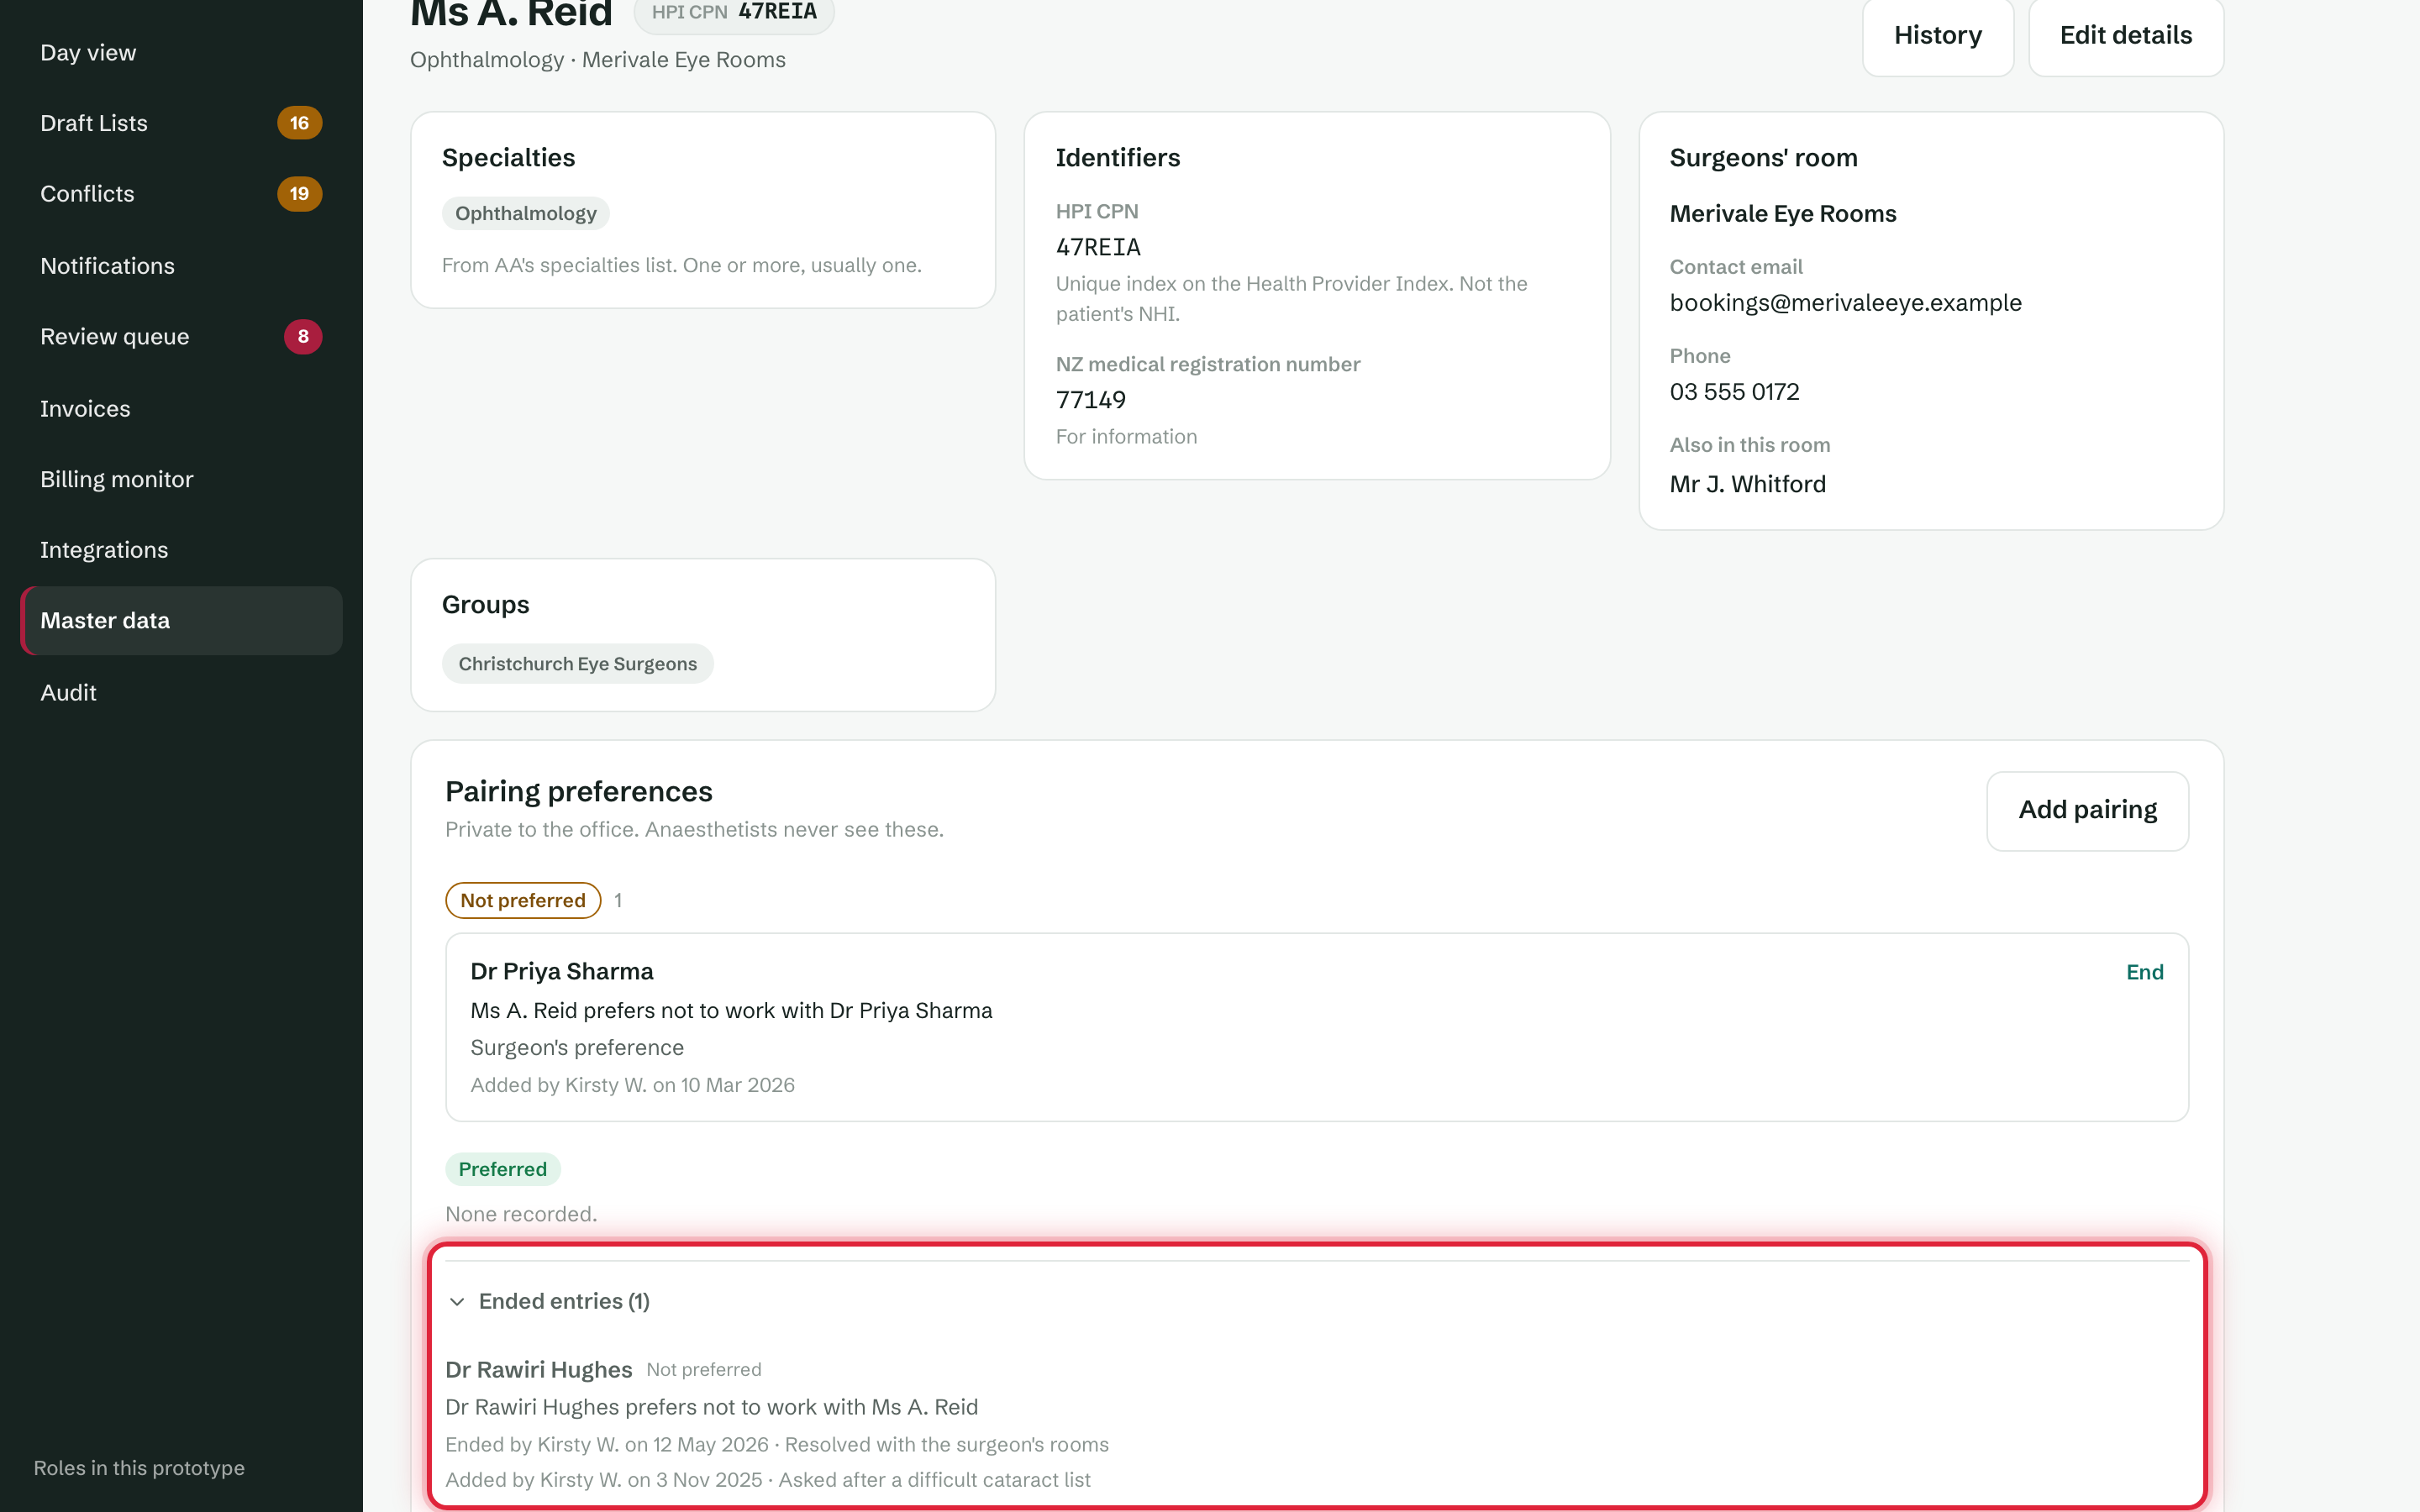 Day view
Draft Lists 16
Conflicts 19
Notifications
Review queue 8
Invoices
Billing monitor
Integrations
Master data
Audit
Roles in this prototype
Ms A. Reid HPI CPN 47REIA
Ophthalmology · Merivale Eye Rooms
History
Edit details
Specialties
Ophthalmology
From AA's specialties list. One or more, usually one.
Identifiers
HPI CPN
47REIA
Unique index on the Health Provider Index. Not the
patient's NHI.
NZ medical registration number
77149
For information
Surgeons' room
Merivale Eye Rooms
Contact email
bookings@merivaleeye.example
Phone
03 555 0172
Also in this room
Mr J. Whitford
Groups
Christchurch Eye Surgeons
Pairing preferences
Private to the office. Anaesthetists never see these.
Add pairing
Not preferred 1
Dr Priya Sharma
End
Ms A. Reid prefers not to work with Dr Priya Sharma
Surgeon's preference
Added by Kirsty W. on 10 Mar 2026
Preferred
None recorded.
Ended entries (1)
Dr Rawiri Hughes Not preferred
Dr Rawiri Hughes prefers not to work with Ms A. Reid
Ended by Kirsty W. on 12 May 2026 · Resolved with the surgeon's rooms
Added by Kirsty W. on 3 Nov 2025 · Asked after a difficult cataract list